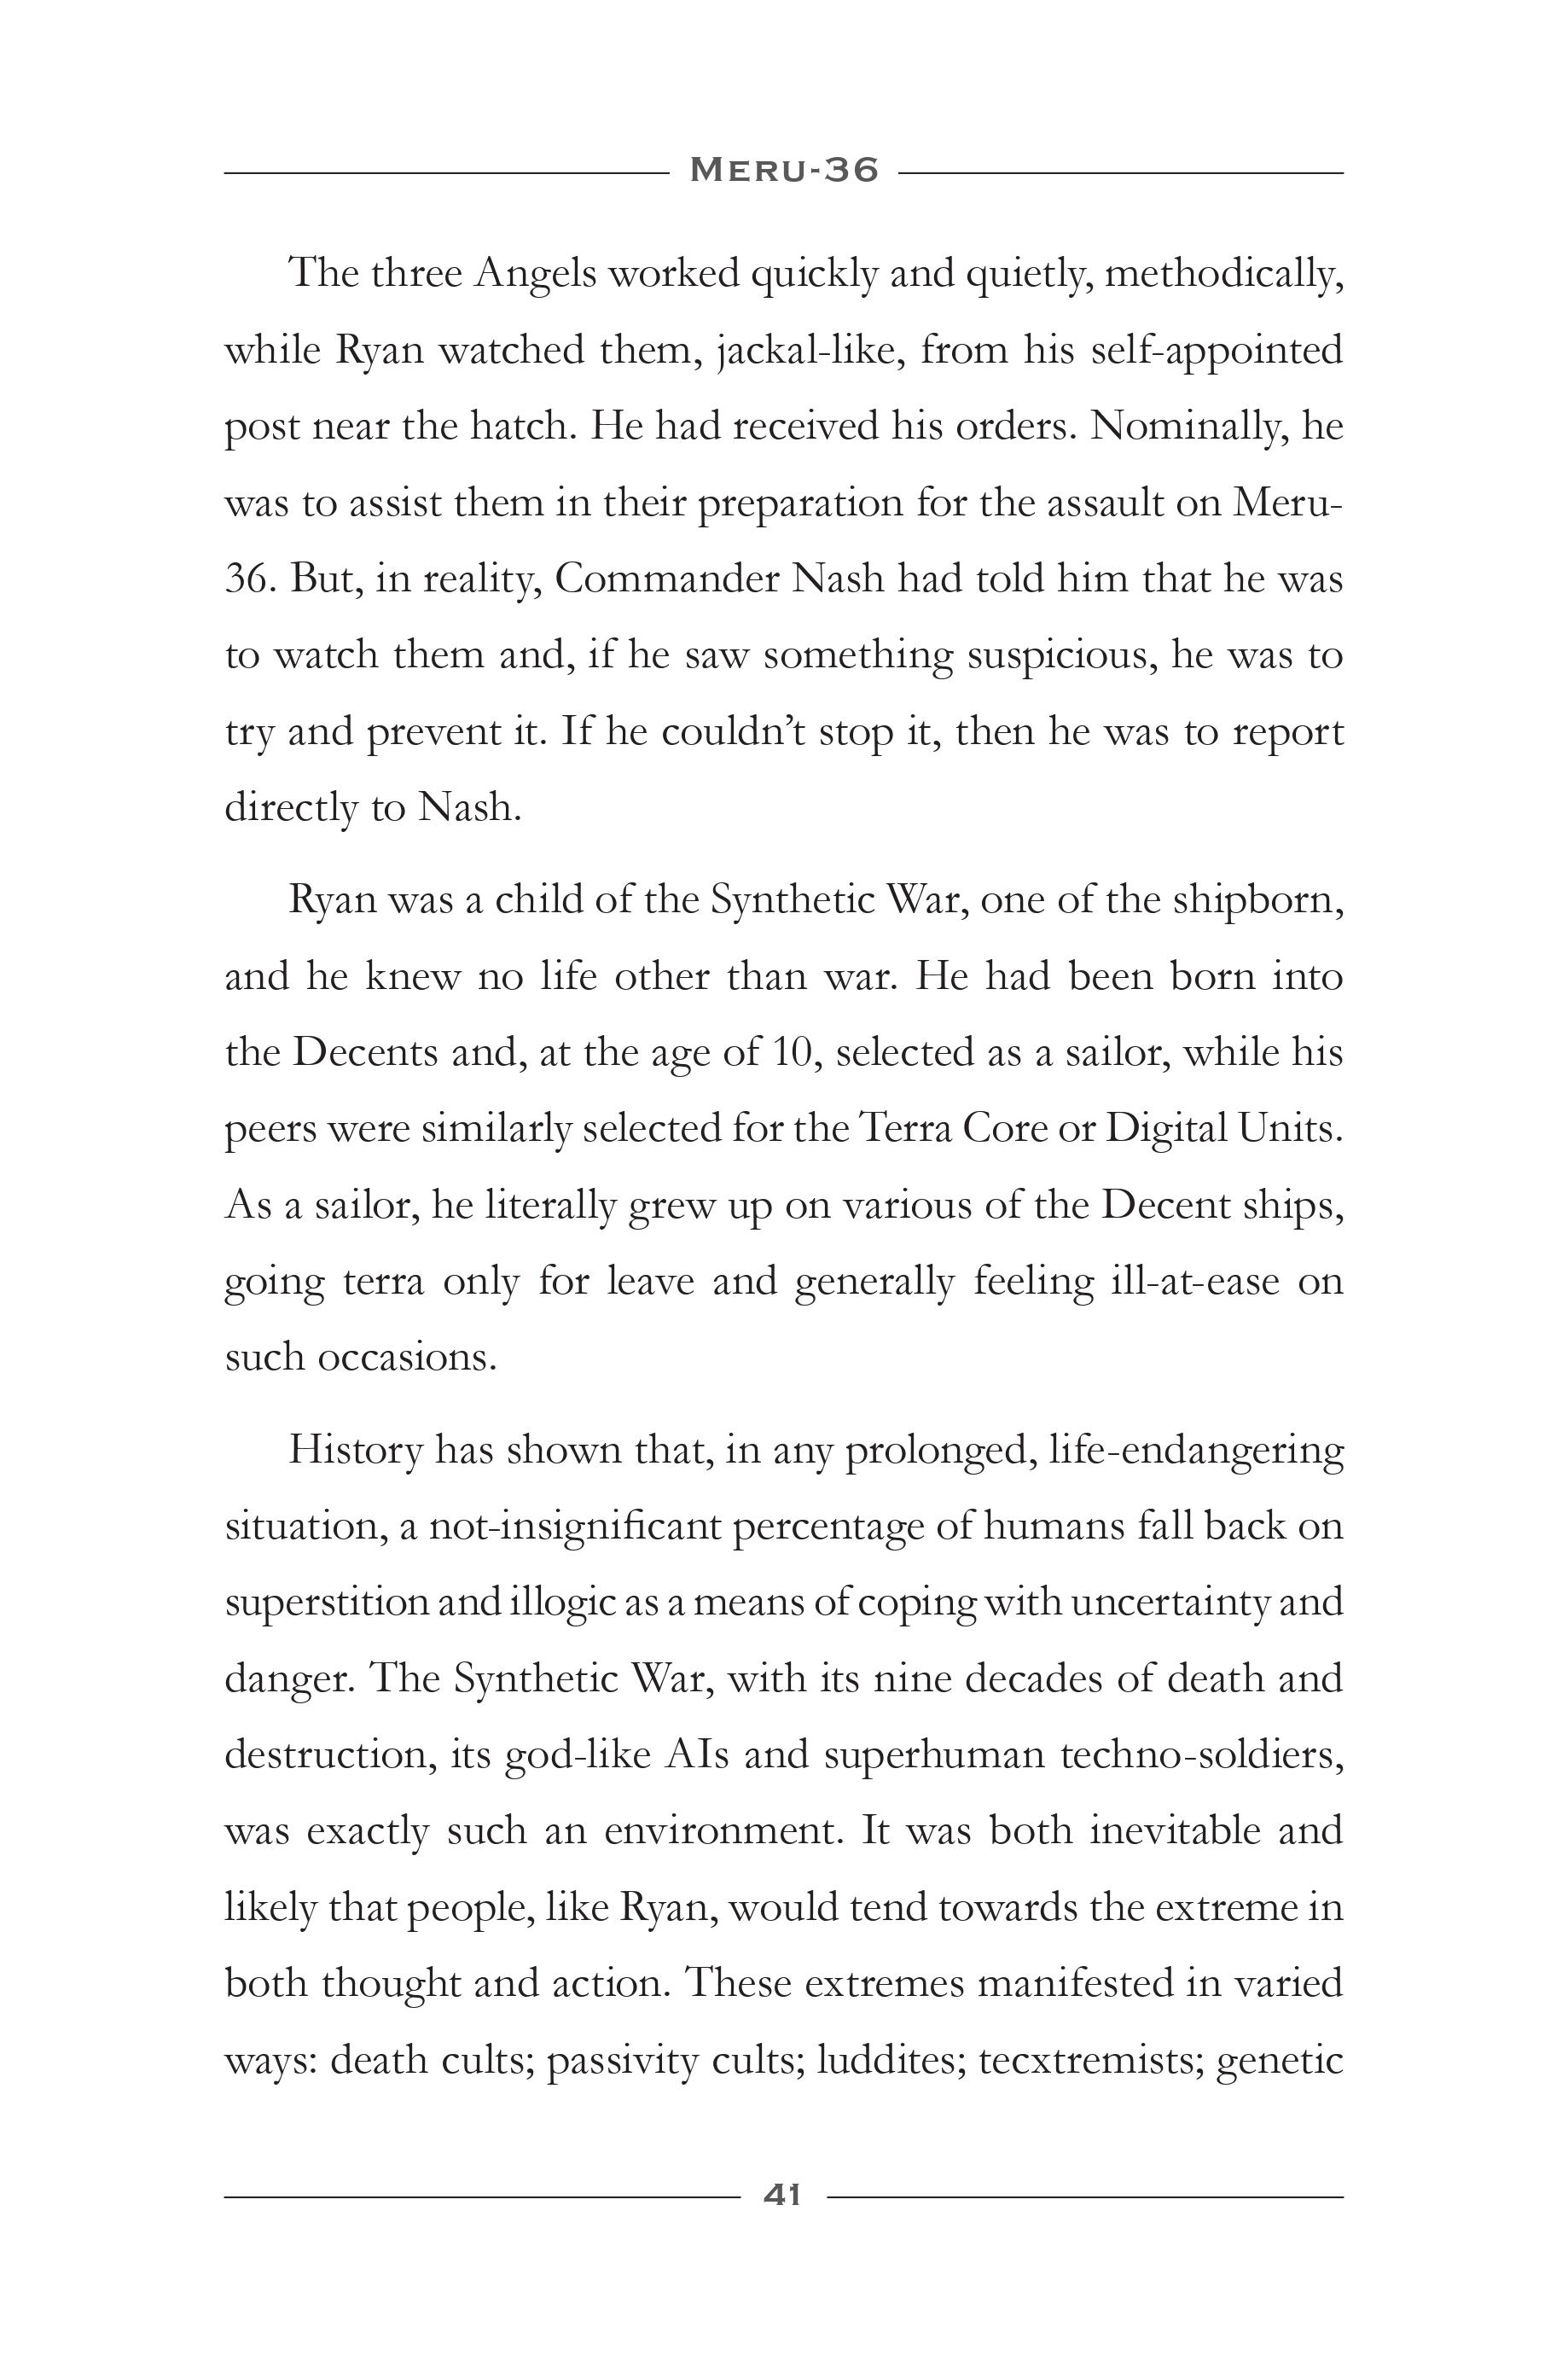 Meru-36
The three Angels worked quickly and quietly, methodically,
while Ryan watched them, jackal-like, from his self-appointed
post near the hatch. He had received his orders. Nominally, he
was to assist them in their preparation for the assault on Meru-
36. But, in reality, Commander Nash had told him that he was
to watch them and, if he saw something suspicious, he was to
try and prevent it. If he couldn’t stop it, then he was to report
directly to Nash.
Ryan was a child of the Synthetic War, one of the shipborn,
and he knew no life other than war. He had been born into
the Decents and, at the age of 10, selected as a sailor, while his
peers were similarly selected for the Terra Core or Digital Units.
As a sailor, he literally grew up on various of the Decent ships,
going terra only for leave and generally feeling ill-at-ease on
such occasions.
History has shown that, in any prolonged, life-endangering
situation, a not-insignificant percentage of humans fall back on
superstition and illogic as a means of coping with uncertainty and
danger. The Synthetic War, with its nine decades of death and
destruction, its god-like AIs and superhuman techno-soldiers,
was exactly such an environment. It was both inevitable and
likely that people, like Ryan, would tend towards the extreme in
both thought and action. These extremes manifested in varied
ways: death cults; passivity cults; luddites; tecxtremists; genetic
41